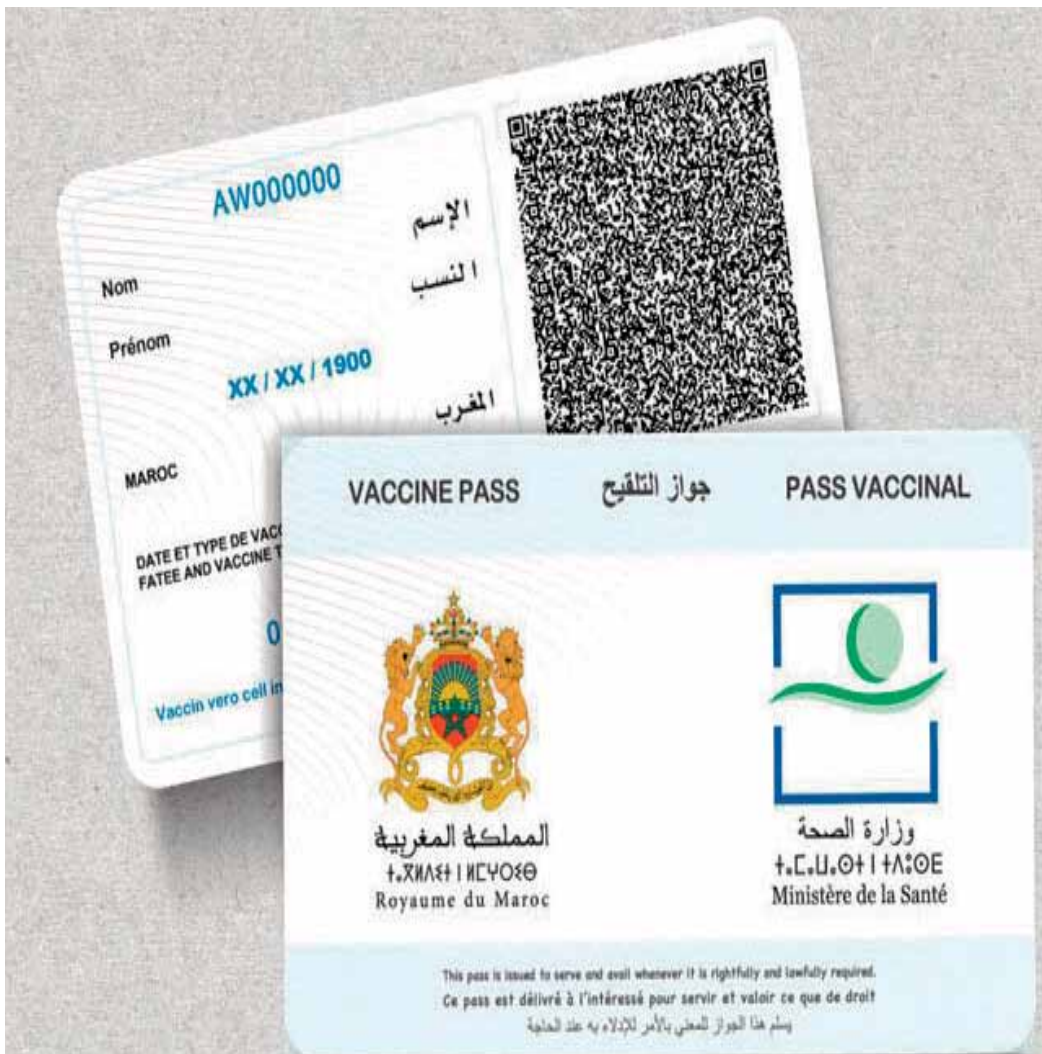 AW000000
الإسم
Nom
النسب
Prénom
XX / XX / 1900
المغرب
MAROC
DATE ET TYPE DE VACC
FATEE AND VACCINE T
0
Vaccin vero cell in
VACCINE PASS
جواز التلقيح
PASS VACCINAL
المملكة المغربية
ⵜⴰⴳⵍⴷⵉⵜ ⵏ ⵍⵎⵖⵔⵉⴱ
Royaume du Maroc
وزارة الصحة
ⵜⴰⵎⴰⵡⴰⵙⵜ ⵏ ⵜⴷⵓⵙⵉ
Ministère de la Santé
This pass is issued to serve and avail whenever it is rightfully and lawfully required.
Ce pass est délivré à l'intéressé pour servir et valoir ce que de droit
يسلم هذا الجواز للمعني بالأمر للإدلاء به عند الحاجة